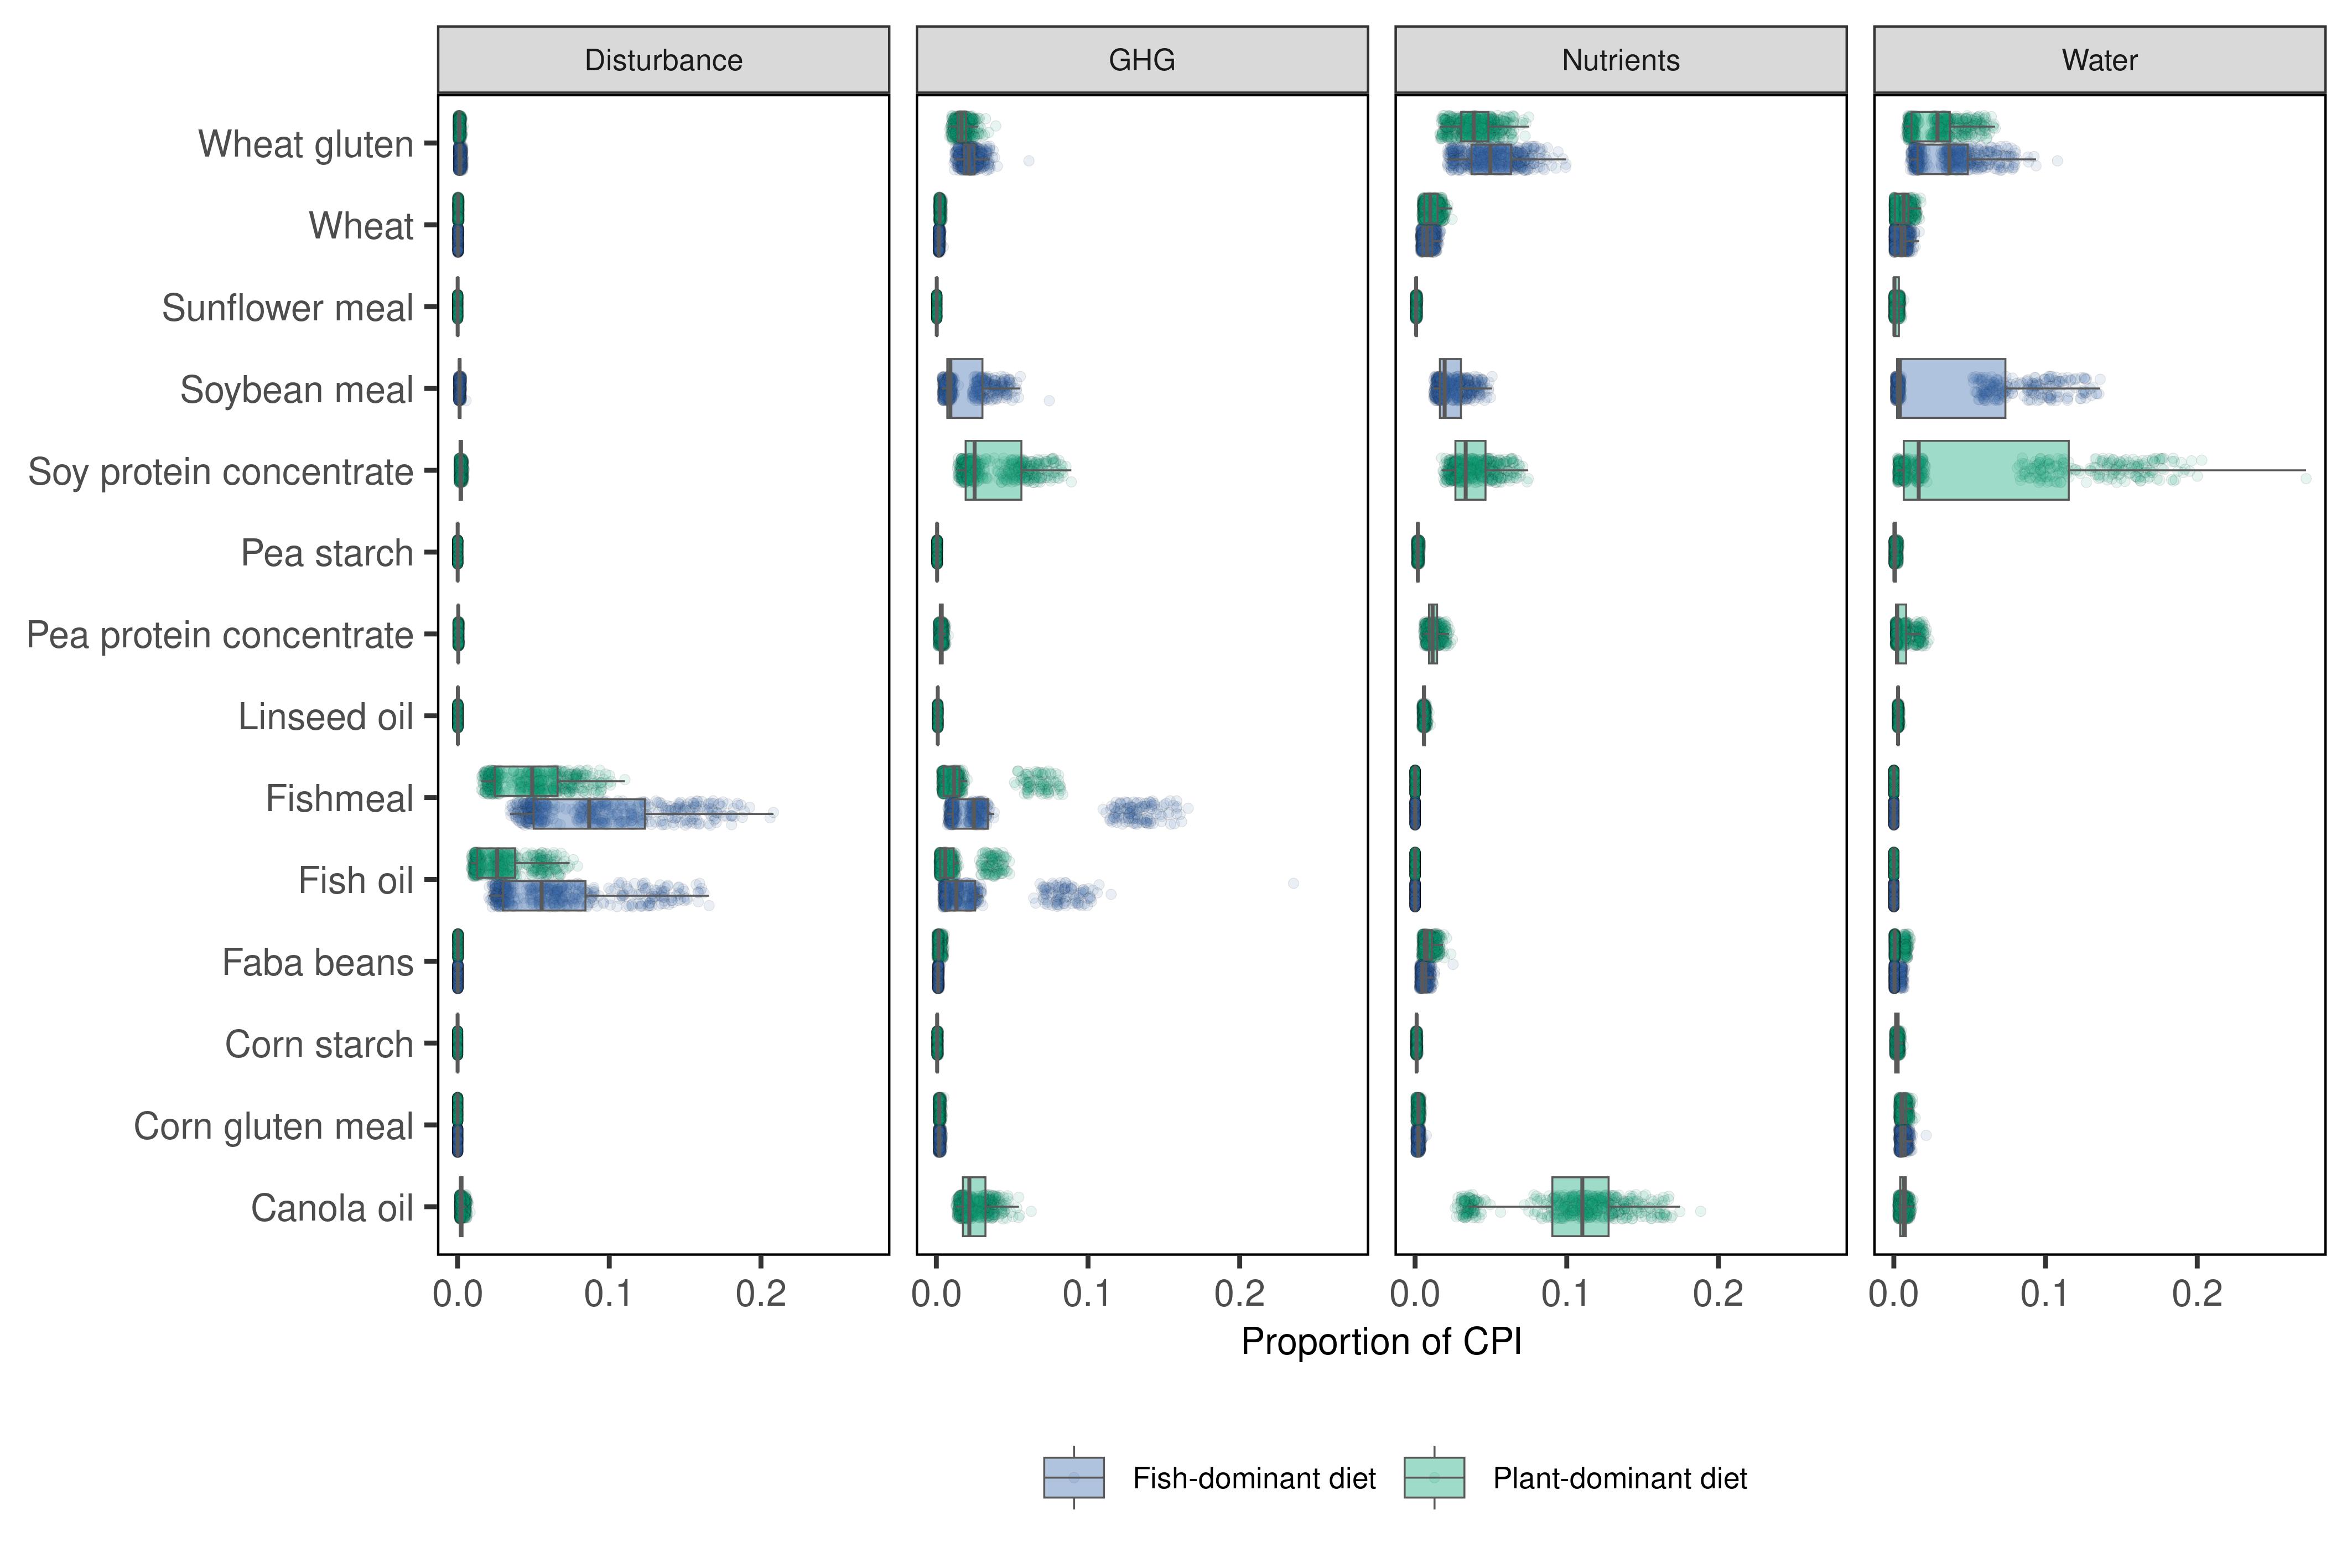 Disturbance GHG Nutrients Water
Wheat gluten
Wheat
Sunflower meal
Soybean meal
Soy protein concentrate
Pea starch
Pea protein concentrate
Linseed oil
Fishmeal
Fish oil
Faba beans
Corn starch
Corn gluten meal
Canola oil
0.0 0.1 0.2 0.0 0.1 0.2 0.0 0.1 0.2 0.0 0.1 0.2
Proportion of CPI
Fish-dominant diet Plant-dominant diet